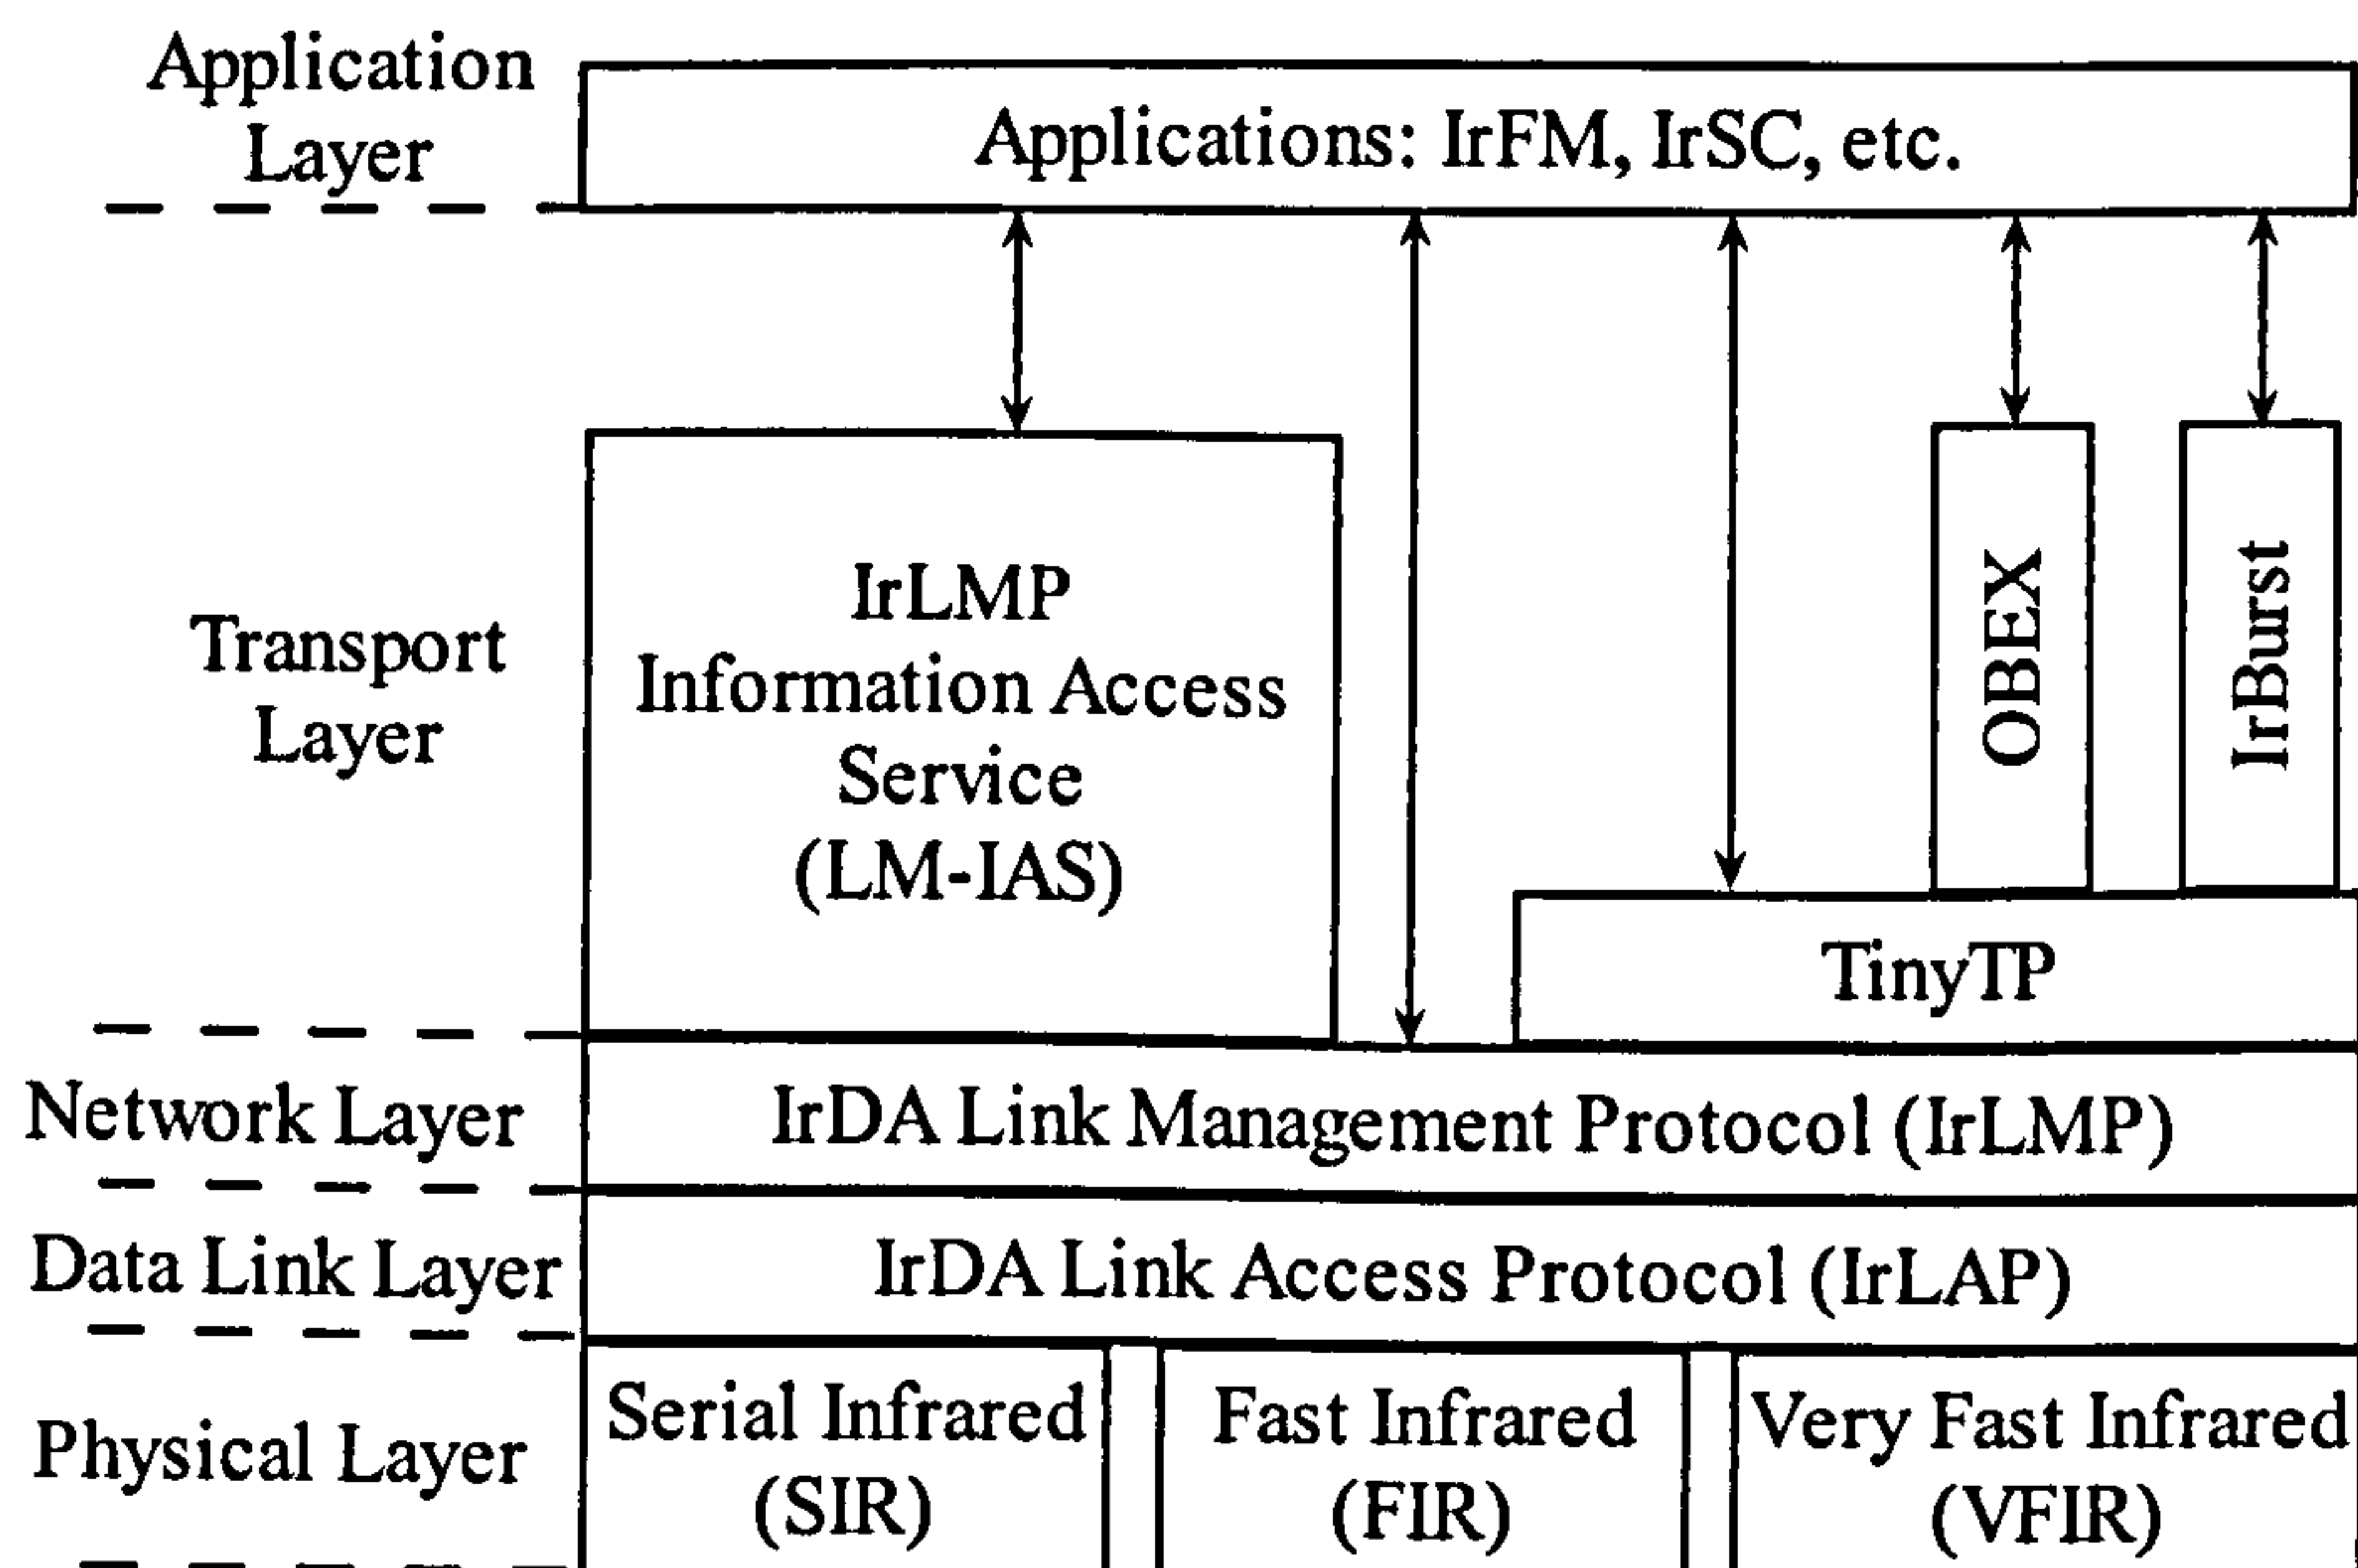 Application
Layer
Applications: IrFM, IrSC, etc.
Transport
Layer
IrLMP
Information Access
Service
(LM-IAS)
OBEX
IrBurst
TinyTP
Network Layer
IrDA Link Management Protocol (IrLMP)
Data Link Layer
IrDA Link Access Protocol (IrLAP)
Physical Layer
Serial Infrared
(SIR)
Fast Infrared
(FIR)
Very Fast Infrared
(VFIR)